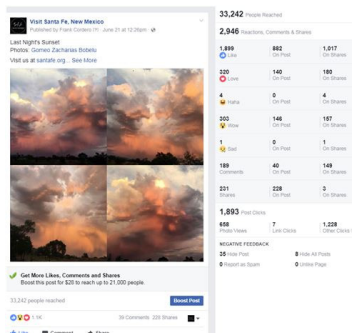 Visit Santa Fe, New Mexico
Published by Frank Cordero
June 21 at 12:26pm
Last Night's Sunset!
Photos: Gomeo Zacharias Bobelu
Visit us at santafe.org... See More
Get More Likes, Comments and Shares
Boost this post for $20 to reach up to 21,000 people.
33,242 people reached
Boost Post
1.5K
39 Comments 228 Shares
Like Comment Share
33,242 People Reached
2,946 Reactions, Comments & Shares
1,899 882 1,017
Like On Post On Shares
320 140 180
Love On Post On Shares
4 0 4
Haha On Post On Shares
303 146 157
Wow On Post On Shares
1 0 1
Sad On Post On Shares
189 40 149
Comments On Post On Shares
231 228 3
Shares On Post On Shares
1,893 Post Clicks
658 7 1,228
Photo Views Link Clicks Other Clicks
NEGATIVE FEEDBACK
35 Hide Post 8 Hide All Posts
0 Report as Spam 0 Unlike Page